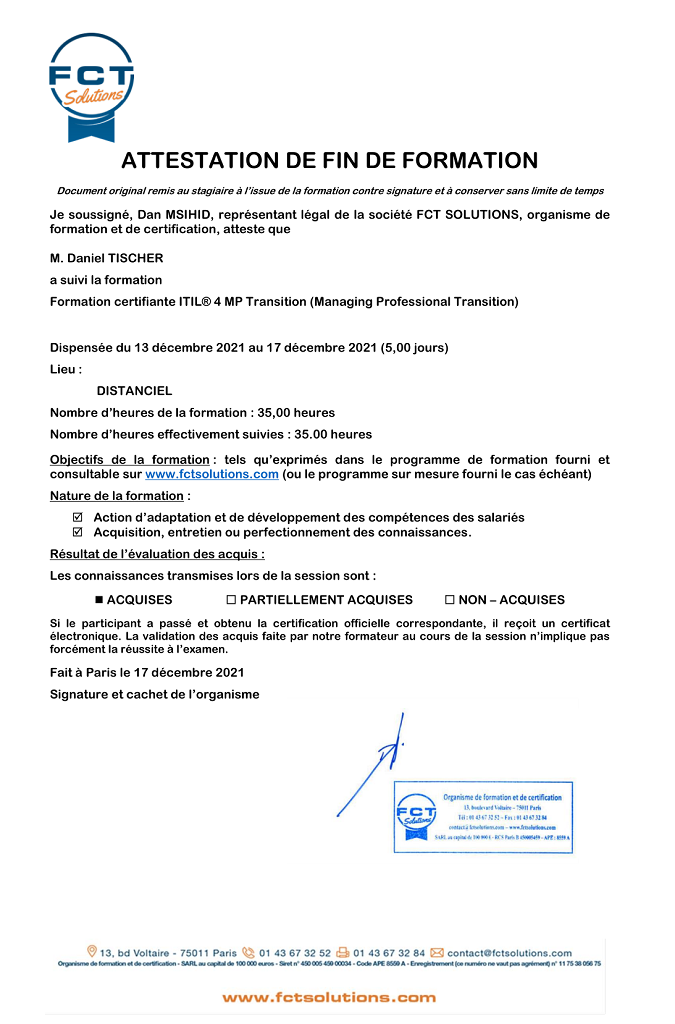 FCT
Solutions
ATTESTATION DE FIN DE FORMATION
Document original remis au stagiaire à l'issue de la formation contre signature et à conserver sans limite de temps
Je soussigné, Dan MSIHID, représentant légal de la société FCT SOLUTIONS, organisme de
formation et de certification, atteste que
M. Daniel TISCHER
a suivi la formation
Formation certifiante ITIL® 4 MP Transition (Managing Professional Transition)
Dispensée du 13 décembre 2021 au 17 décembre 2021 (5,00 jours)
Lieu :
DISTANCIEL
Nombre d'heures de la formation : 35,00 heures
Nombre d'heures effectivement suivies : 35.00 heures
Objectifs de la formation : tels qu'exprimés dans le programme de formation fourni et
consultable sur www.fctsolutions.com (ou le programme sur mesure fourni le cas échéant)
Nature de la formation :
☑ Action d'adaptation et de développement des compétences des salariés
☑ Acquisition, entretien ou perfectionnement des connaissances.
Résultat de l'évaluation des acquis :
Les connaissances transmises lors de la session sont :
■ ACQUISES ☐ PARTIELLEMENT ACQUISES ☐ NON – ACQUISES
Si le participant a passé et obtenu la certification officielle correspondante, il reçoit un certificat
électronique. La validation des acquis faite par notre formateur au cours de la session n'implique pas
forcément la réussite à l'examen.
Fait à Paris le 17 décembre 2021
Signature et cachet de l'organisme
FCT
Solutions
Organisme de formation et de certification
13, boulevard Voltaire - 75011 Paris
Tél : 01 43 67 32 52 - Fax : 01 43 67 32 84
contact@fctsolutions.com - www.fctsolutions.com
SARL au capital de 100 000 € - RCS Paris B 450005459 - APE : 8559 A
13, bd Voltaire - 75011 Paris 01 43 67 32 52 01 43 67 32 84 contact@fctsolutions.com
Organisme de formation et de certification - SARL au capital de 100 000 euros - Siret n° 450 005 459 00034 - Code APE 8559 A - Enregistrement (ce numéro ne vaut pas agrément) n° 11 75 38 056 75
www.fctsolutions.com